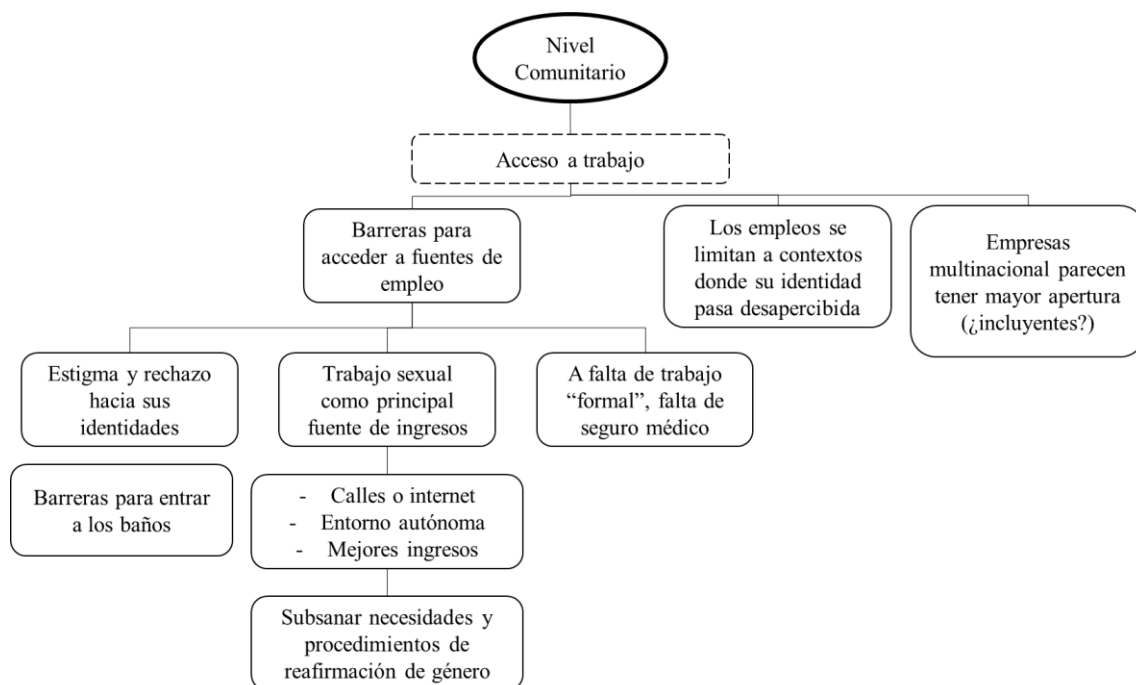 Nivel
Comunitario
Acceso a trabajo
Barreras para
acceder a fuentes de
empleo
Los empleos se
limitan a contextos
donde su identidad
pasa desapercibida
Empresas
multinacional parecen
tener mayor apertura
(¿incluyentes?)
Estigma y rechazo
hacia sus
identidades
Trabajo sexual
como principal
fuente de ingresos
A falta de trabajo
“formal”, falta de
seguro médico
Barreras para entrar
a los baños
- Calles o internet
- Entorno autónoma
- Mejores ingresos
Subsanar necesidades y
procedimientos de
reafirmación de género